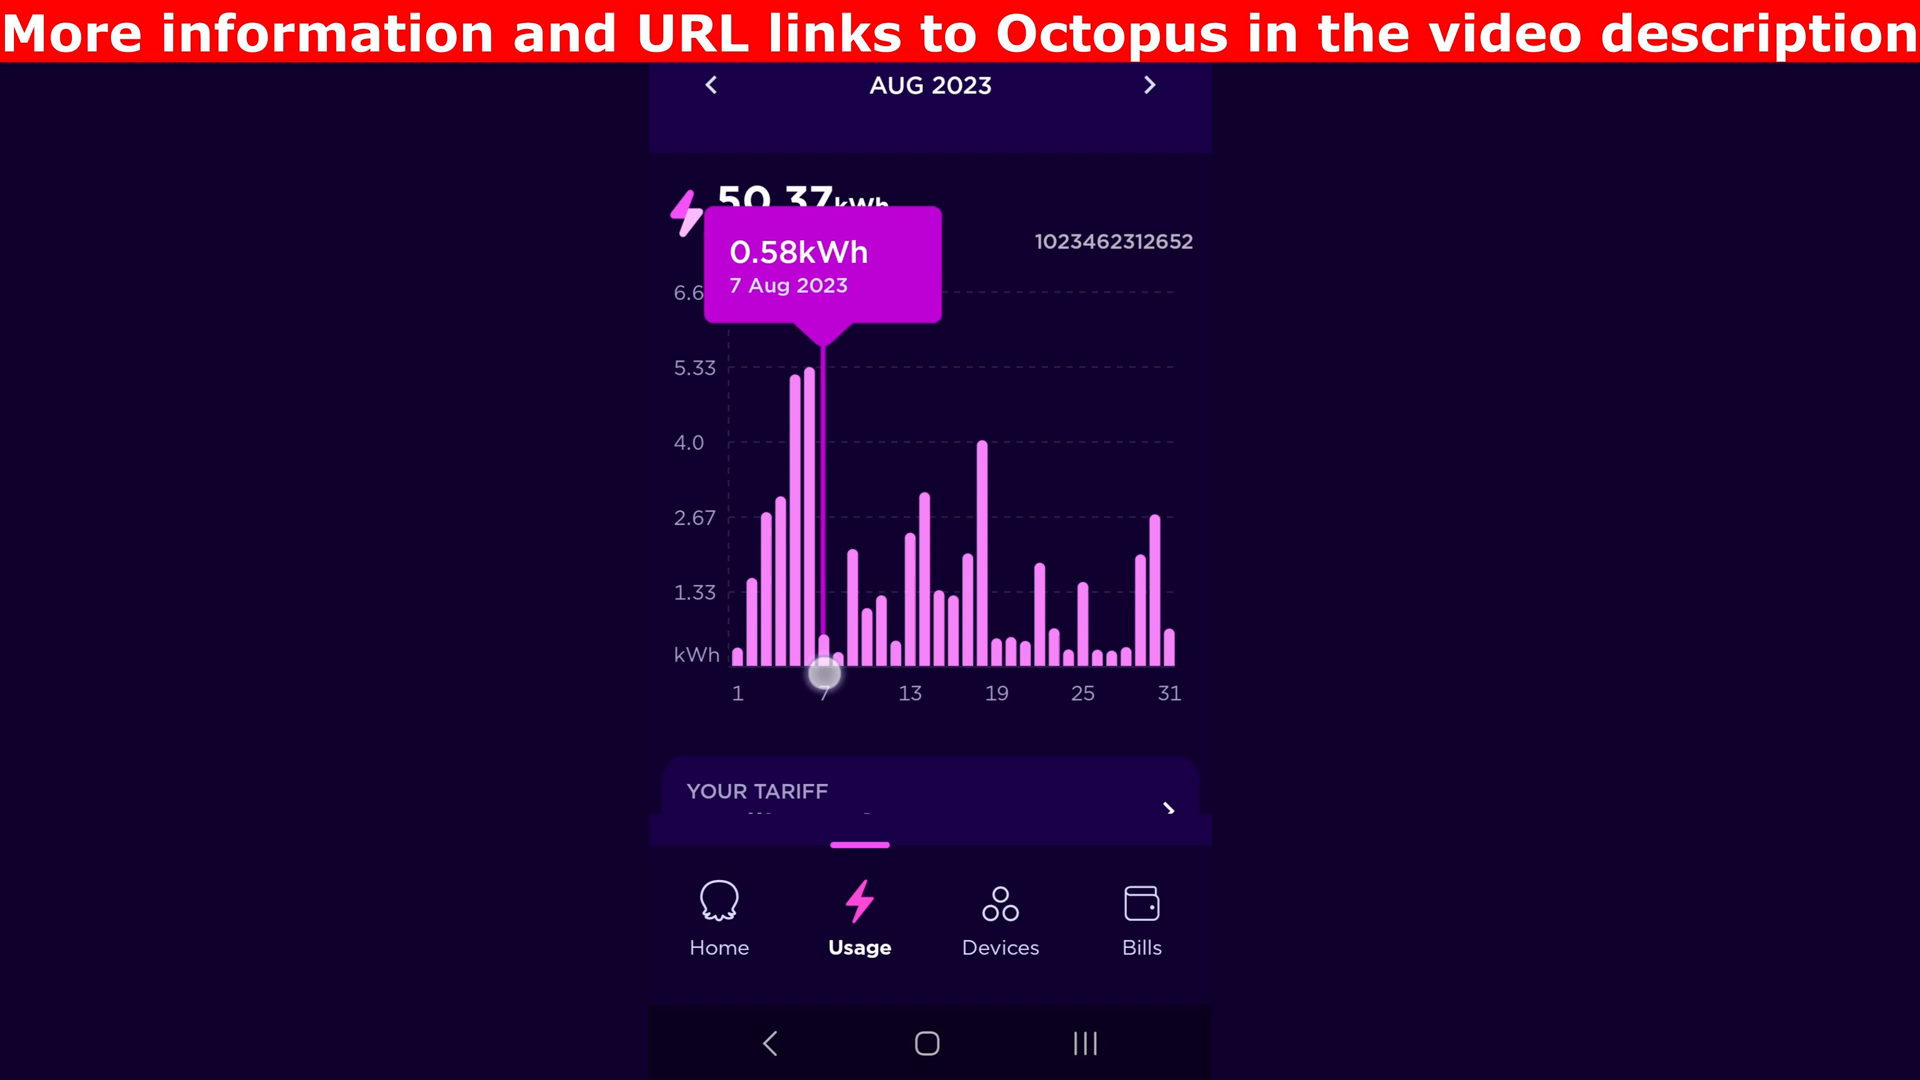 More information and URL links to Octopus in the video description
AUG 2023
50.37kWh
0.58kWh
1023462312652
7 Aug 2023
6.6
5.33
4.0
2.67
1.33
kWh
1 7 13 19 25 31
YOUR TARIFF
Home Usage Devices Bills